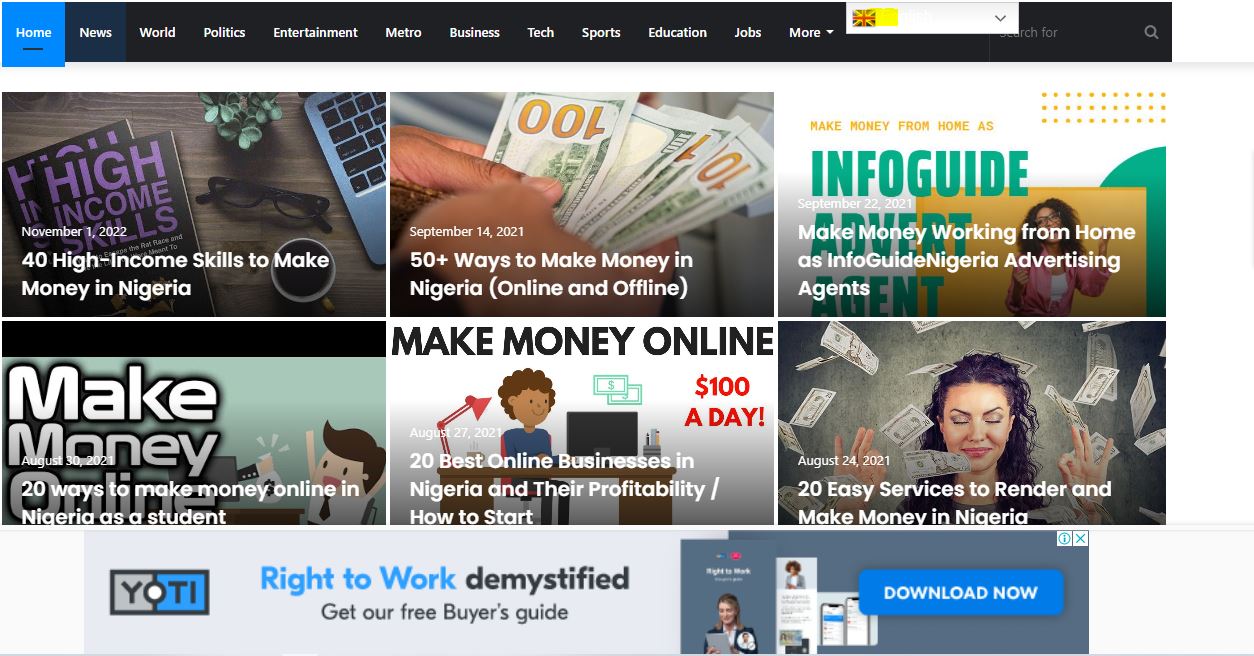 Home News World Politics Entertainment Metro Business Tech Sports Education Jobs More
Search for
HIGH
INCOME
SKILLS
November 1, 2022
40 High-Income Skills to Make
Money in Nigeria
100
September 14, 2021
50+ Ways to Make Money in
Nigeria (Online and Offline)
MAKE MONEY FROM HOME AS
INFOGUIDE
ADVERT
AGENT
September 22, 2021
Make Money Working from Home
as InfoGuideNigeria Advertising
Agents
Make
Money
Online
August 30, 2021
20 ways to make money online in
Nigeria as a student
MAKE MONEY ONLINE
$100
A DAY!
August 27, 2021
20 Best Online Businesses in
Nigeria and Their Profitability /
How to Start
August 24, 2021
20 Easy Services to Render and
Make Money in Nigeria
YOTI
Right to Work demystified
Get our free Buyer's guide
Right to Work
DOWNLOAD NOW